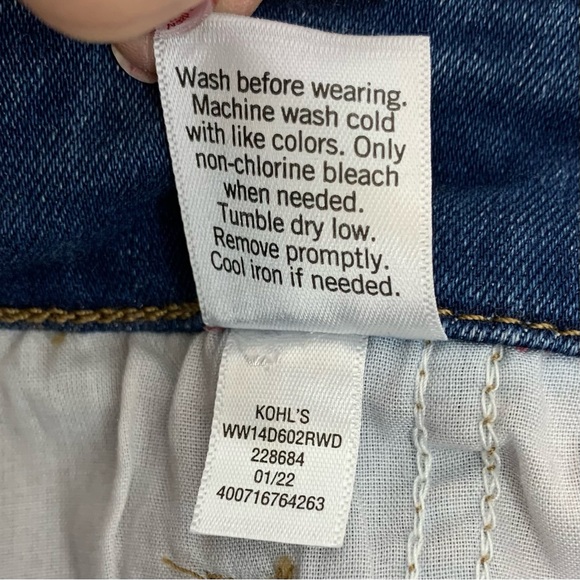 Wash before wearing.
Machine wash cold
with like colors. Only
non-chlorine bleach
when needed.
Tumble dry low.
Remove promptly.
Cool iron if needed.
KOHL'S
WW14D602RWD
228684
01/22
400716764263